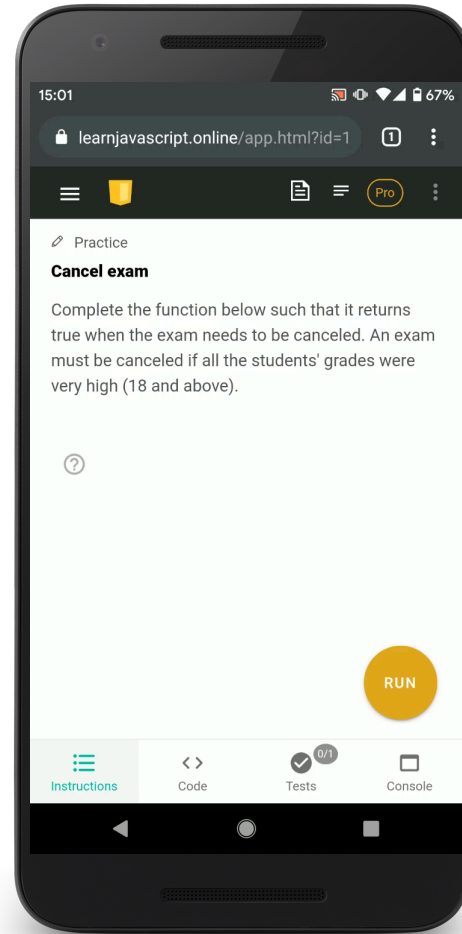 15:01
67%
learnjavascript.online/app.html?id=1
1
Pro
Practice
Cancel exam
Complete the function below such that it returns
true when the exam needs to be canceled. An exam
must be canceled if all the students' grades were
very high (18 and above).
?
RUN
0/1
Instructions
Code
Tests
Console